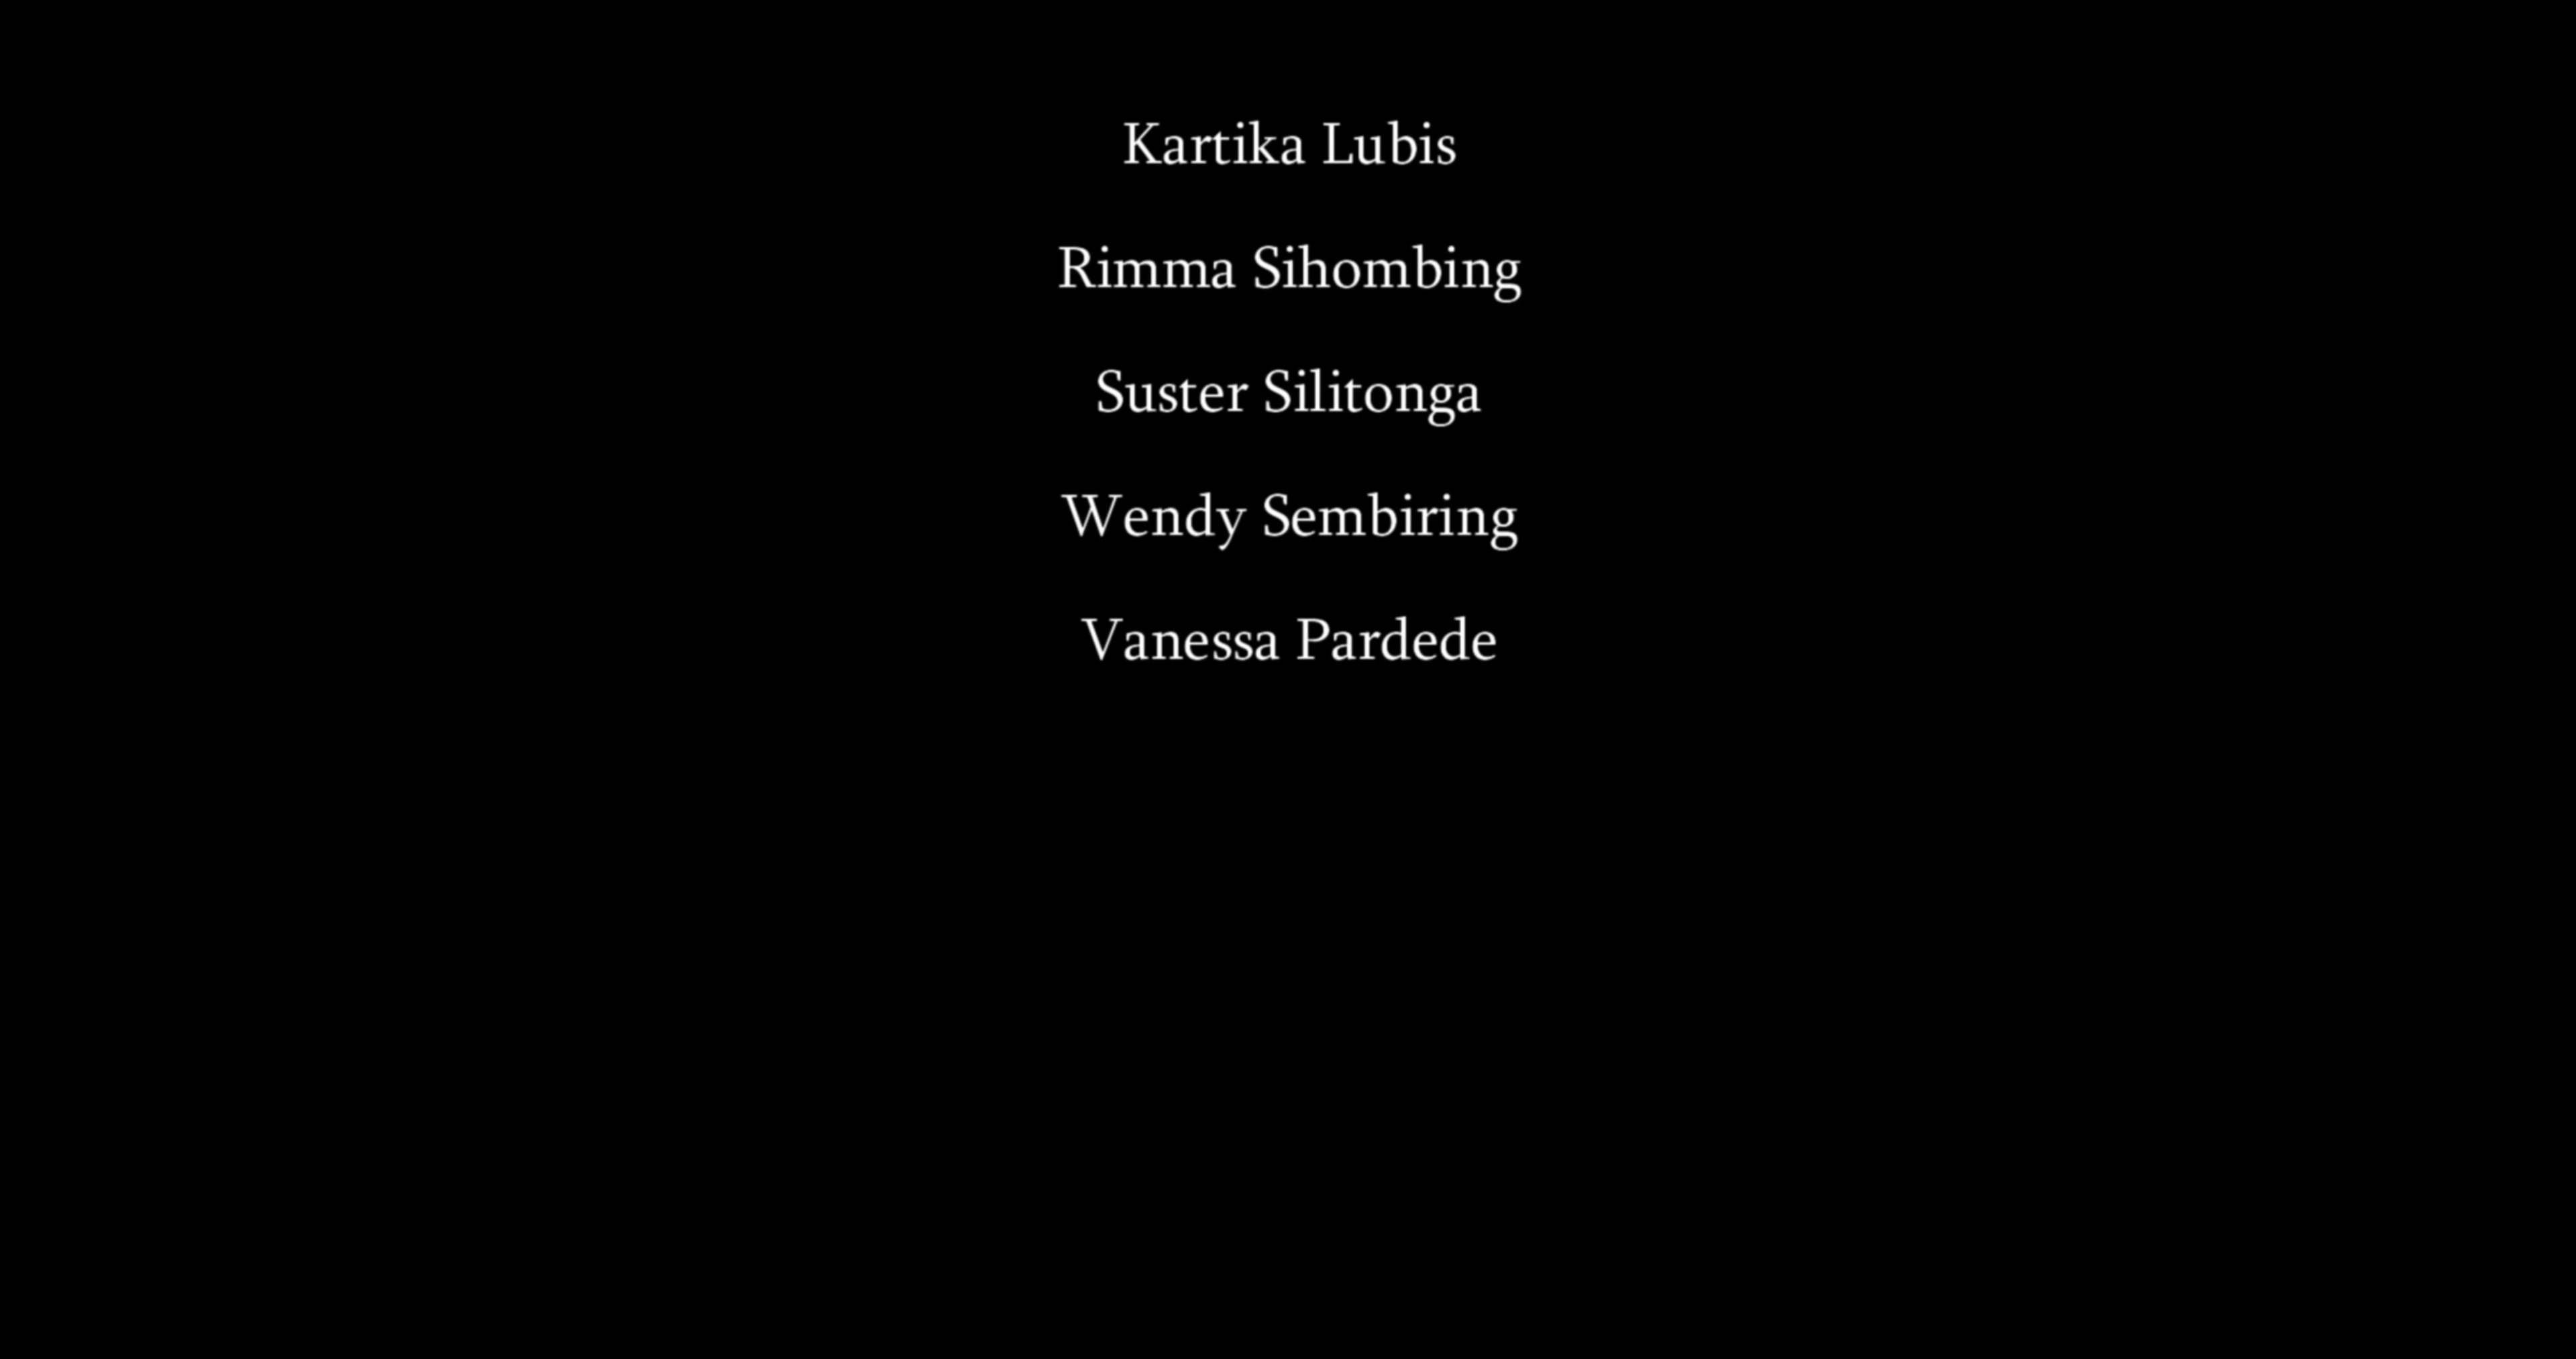 Kartika Lubis
Rimma Sihombing
Suster Silitonga
Wendy Sembiring
Vanessa Pardede